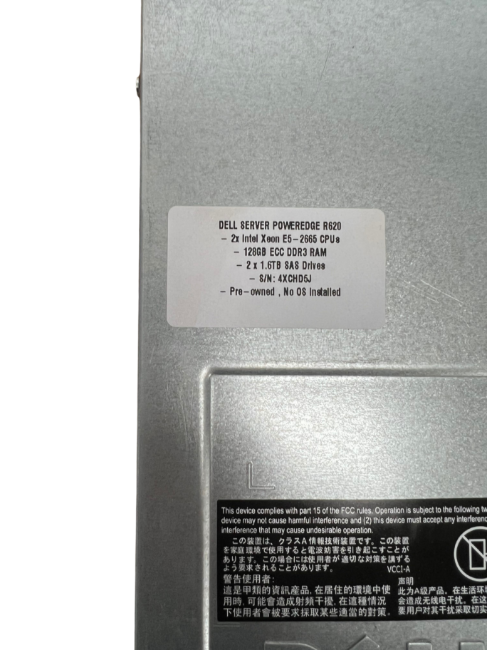 DELL SERVER POWEREDGE R620
- 2x Intel Xeon E5-2665 CPUs
- 128GB ECC DDR3 RAM
- 2 x 1.6TB SAS Drives
- S/N: 4XCHD5J
- Pre-owned , No OS Installed
This device complies with part 15 of the FCC rules. Operation is subject to the following tw
device may not cause harmful interference and (2) this device must accept any interferenc
interference that may cause undesirable operation.
この装置は、クラスA情報技術装置です。この装置
を家庭環境で使用すると電波妨害を引き起こすことが
あります。この場合には使用者が適切な対策を講ずる
よう要求されることがあります。
VCCI-A
警告使用者:
這是甲類的資訊產品, 在居住的環境中使
用時, 可能會造成射頻干擾, 在這種情況
下使用者會被要求採取某些適當的對策.
声明
此为A级产品, 在生活环境
会造成无线电干扰, 在这
要用户对其干扰采取切实